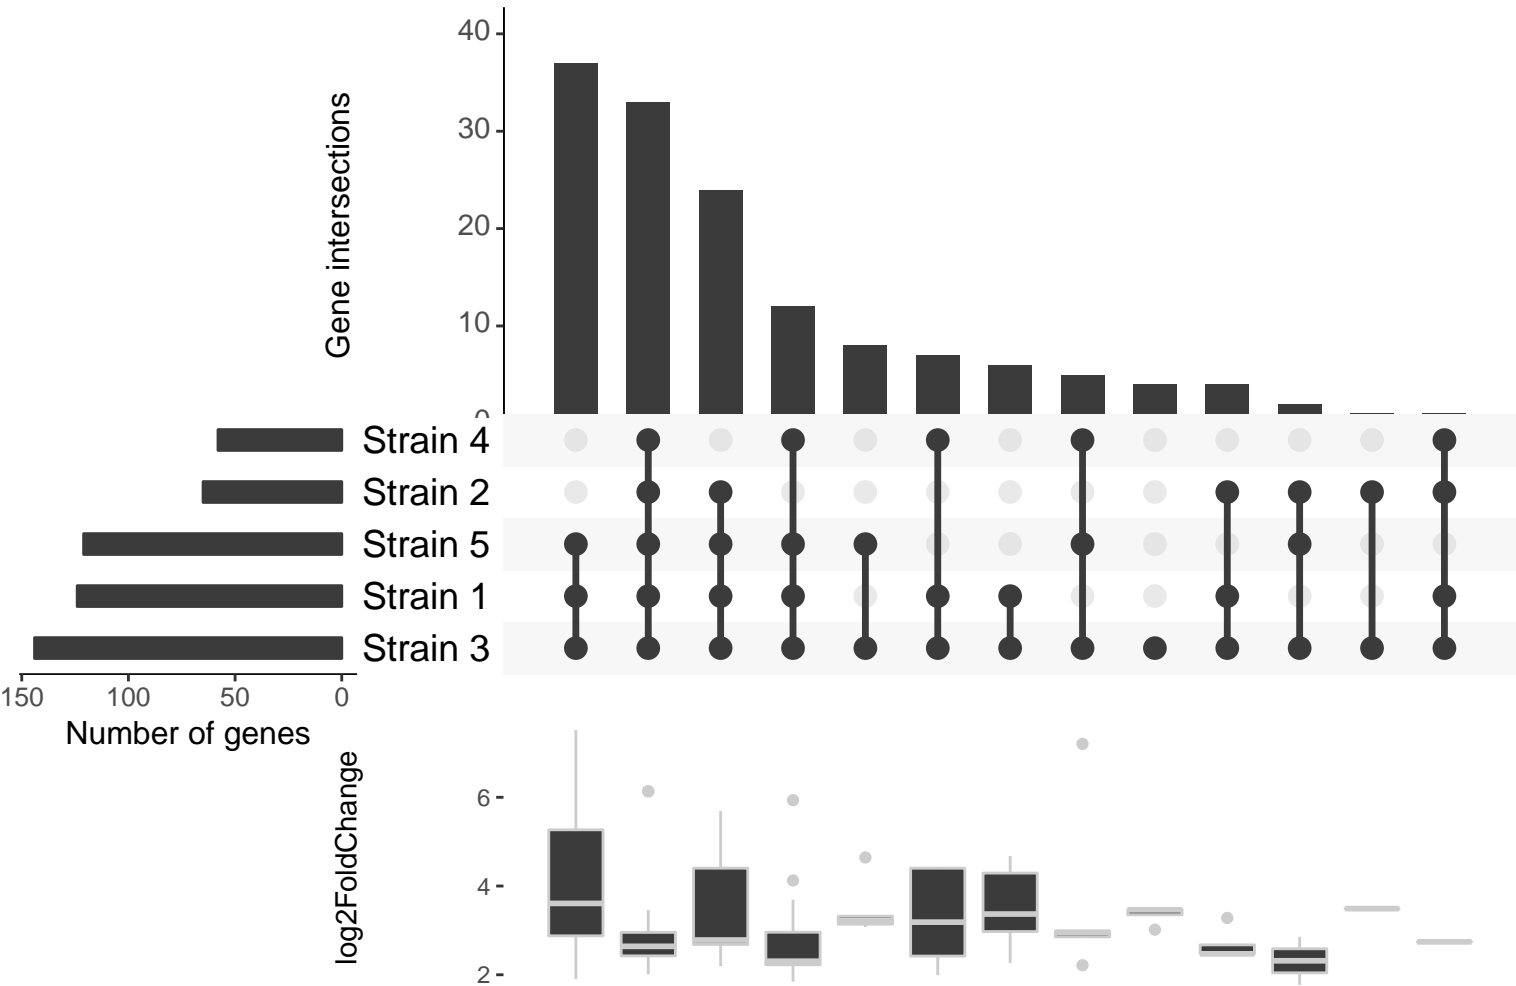 40
30
20
10
0
Gene intersections
Strain 4
Strain 2
Strain 5
Strain 1
Strain 3
150 100 50 0
Number of genes
log2FoldChange
6
4
2